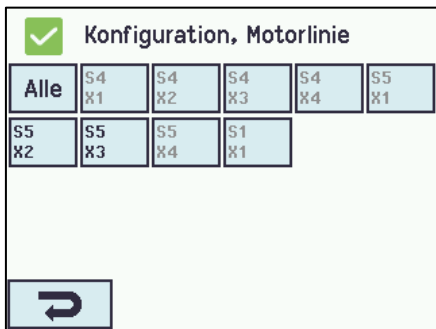 Konfiguration, Motorlinie
Alle S4 S4 S4 S4 S5
X1 X2 X3 X4 X1
S5 S5 S5 S1
X2 X3 X4 X1